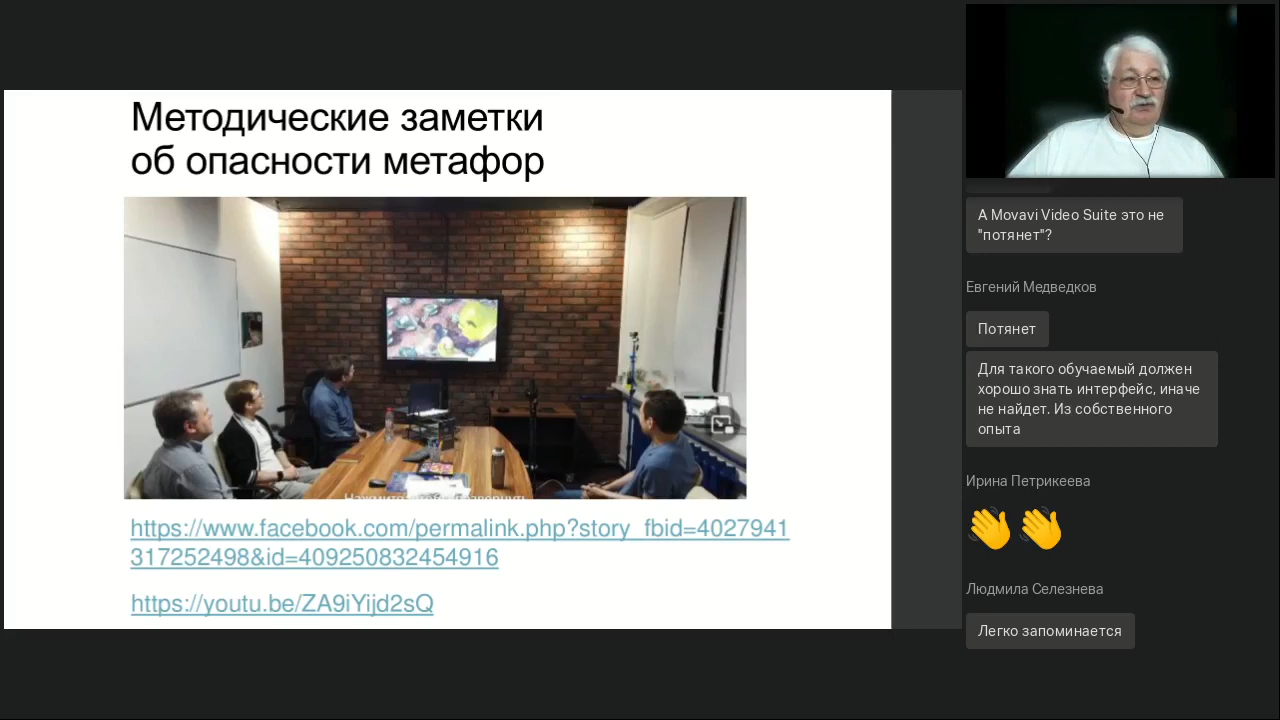 Методические заметки
об опасности метафор
https://www.facebook.com/permalink.php?story_fbid=4027941
317252498&id=409250832454916
https://youtu.be/ZA9iYijd2sQ
А Movavi Video Suite это не
"потянет"?
Евгений Медведков
Потянет
Для такого обучаемый должен
хорошо знать интерфейс, иначе
не найдет. Из собственного
опыта
Ирина Петрикеева
Людмила Селезнева
Легко запоминается